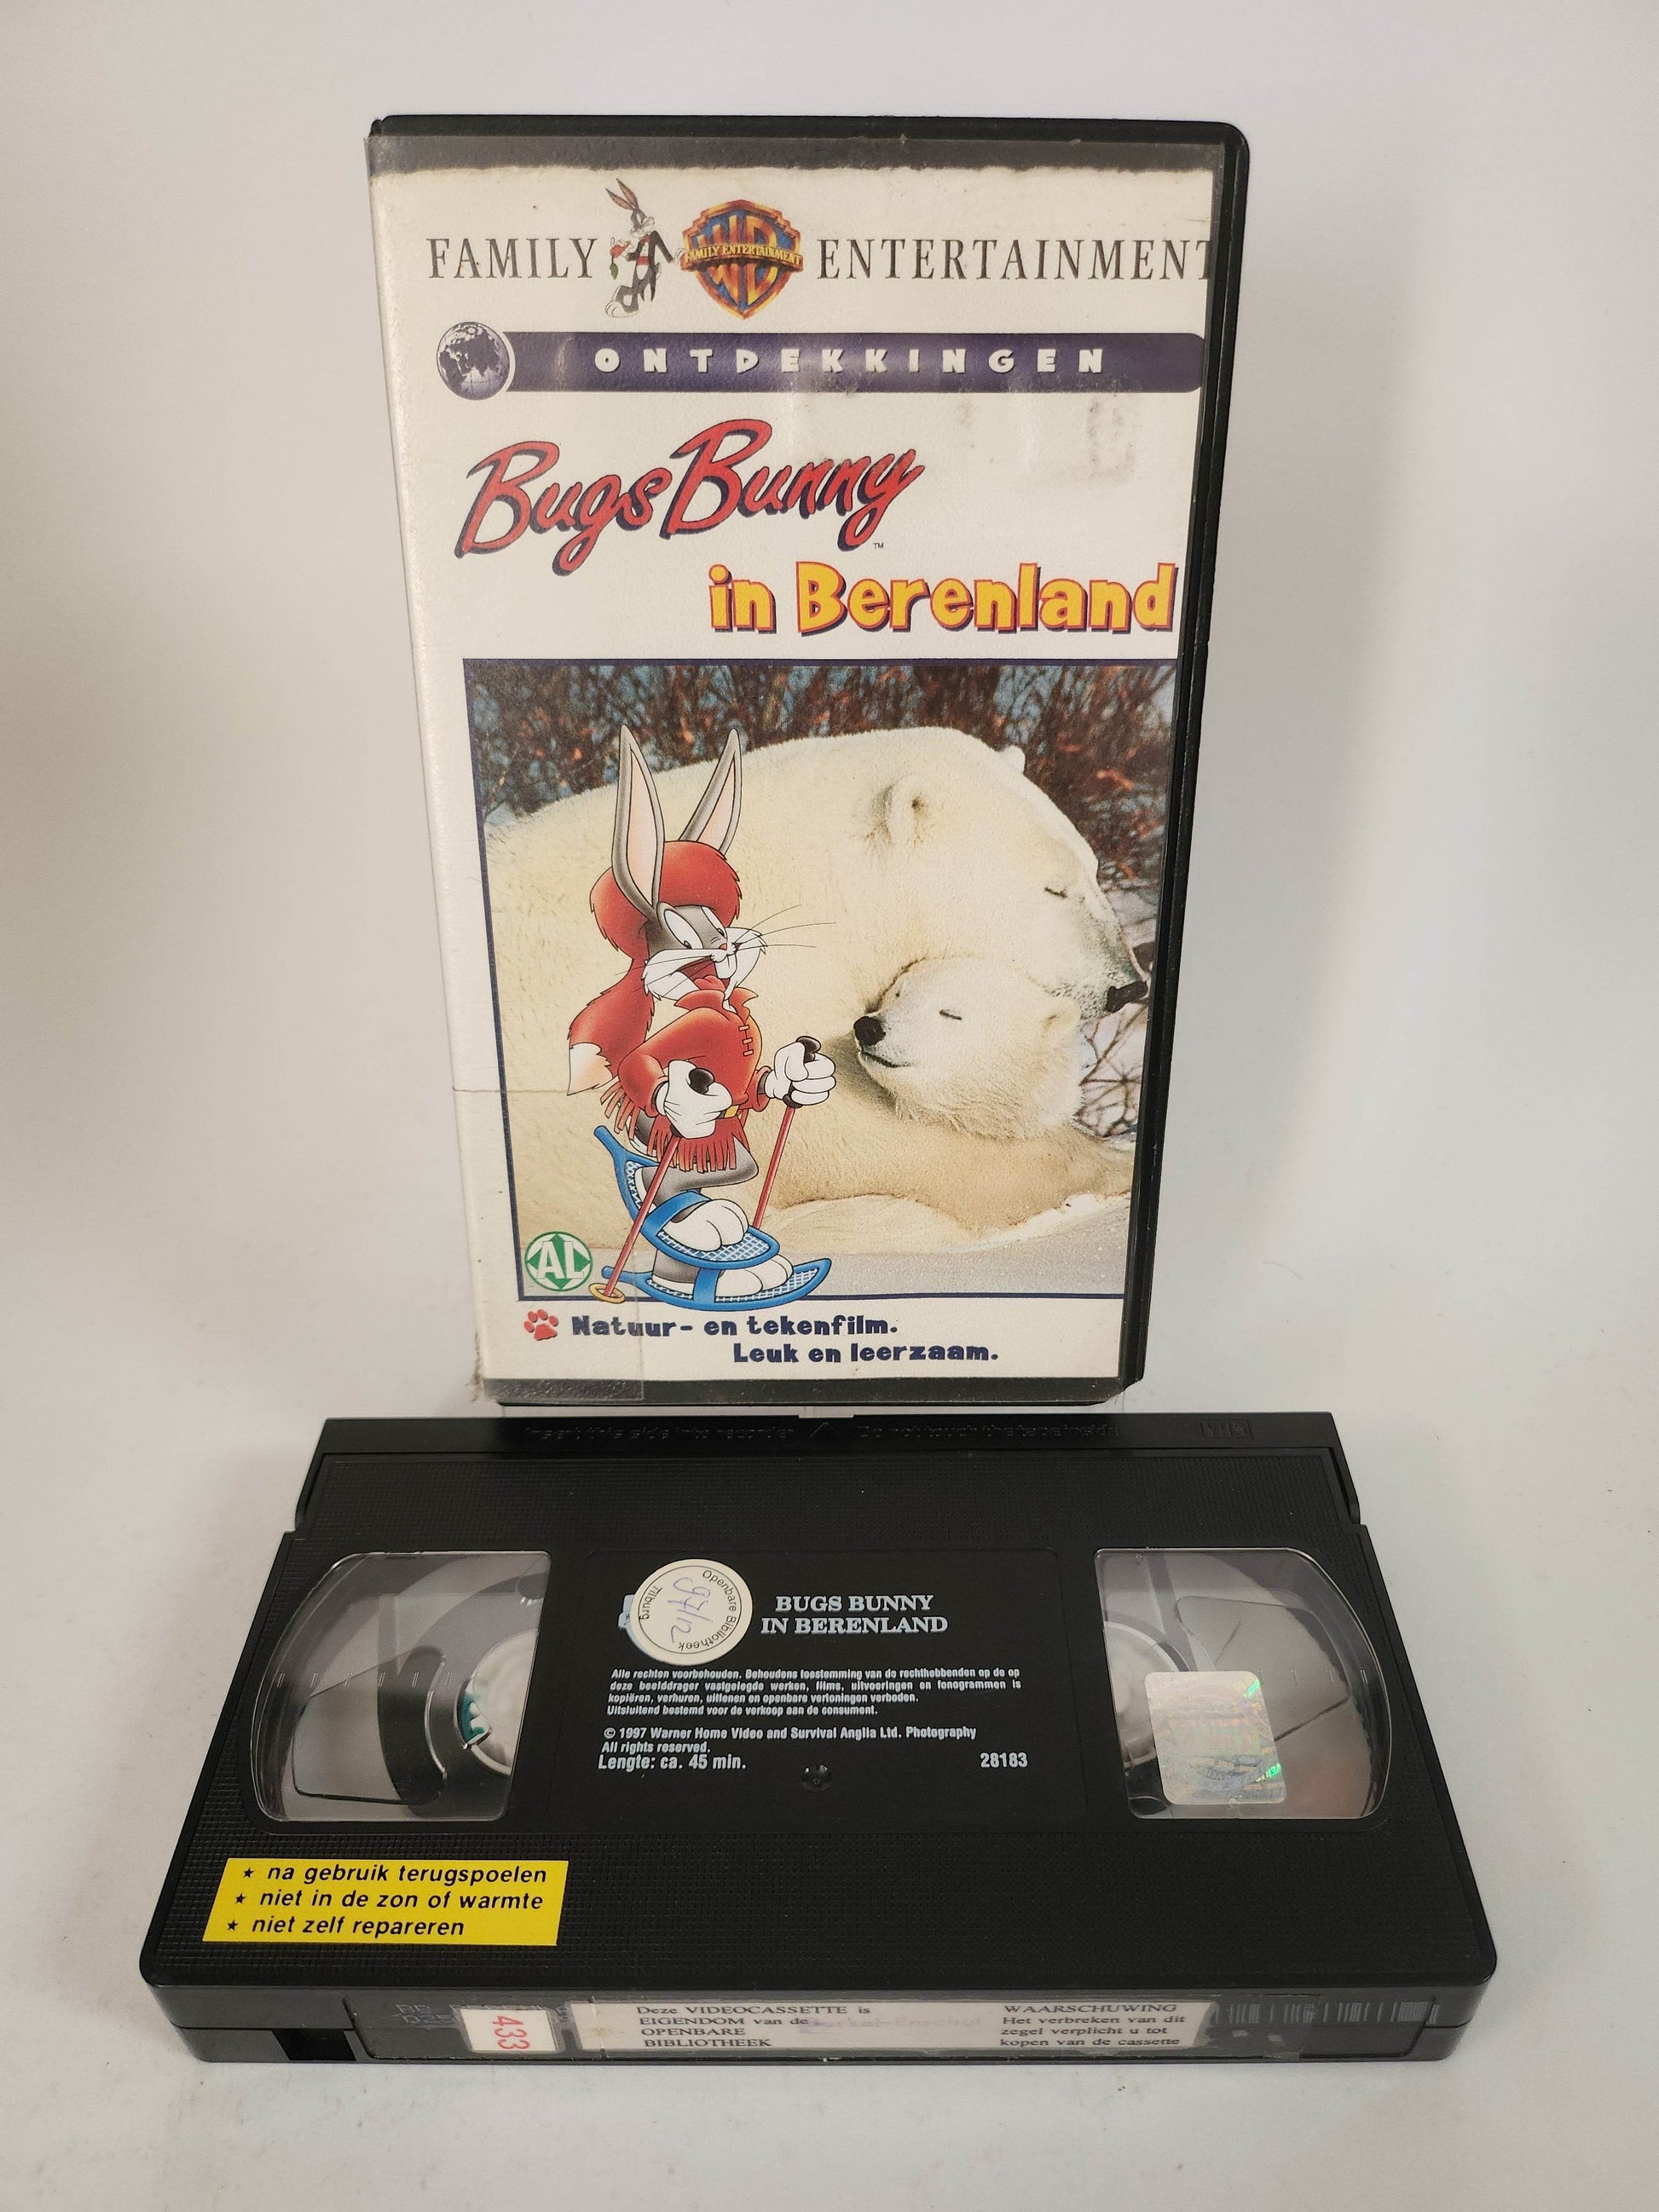 FAMILY ENTERTAINMENT
FAMILY ENTERTAINMENT
ONTDEKKINGEN
Bugs Bunny
TM
in Berenland
AL
Natuur- en tekenfilm.
Leuk en leerzaam.
Insert this side into recorder Do not touch the tape inside VHS
Openbare Bibliotheek
Tilburg
97/12
BUGS BUNNY
IN BERENLAND
Alle rechten voorbehouden. Behoudens toestemming van de rechthebbenden op de op
deze beelddrager vastgelegde werken, films, uitvoeringen en fonogrammen is
kopiëren, verhuren, uitlenen en openbare vertoningen verboden.
Uitsluitend bestemd voor de verkoop aan de consument.
© 1997 Warner Home Video and Survival Anglia Ltd. Photography
All rights reserved.
Lengte: ca. 45 min. 28183
★ na gebruik terugspoelen
★ niet in de zon of warmte
★ niet zelf repareren
433
Deze VIDEOCASSETTE is
EIGENDOM van de
OPENBARE
BIBLIOTHEEK
WAARSCHUWING
Het verbreken van dit
zegel verplicht u tot
kopen van de cassette